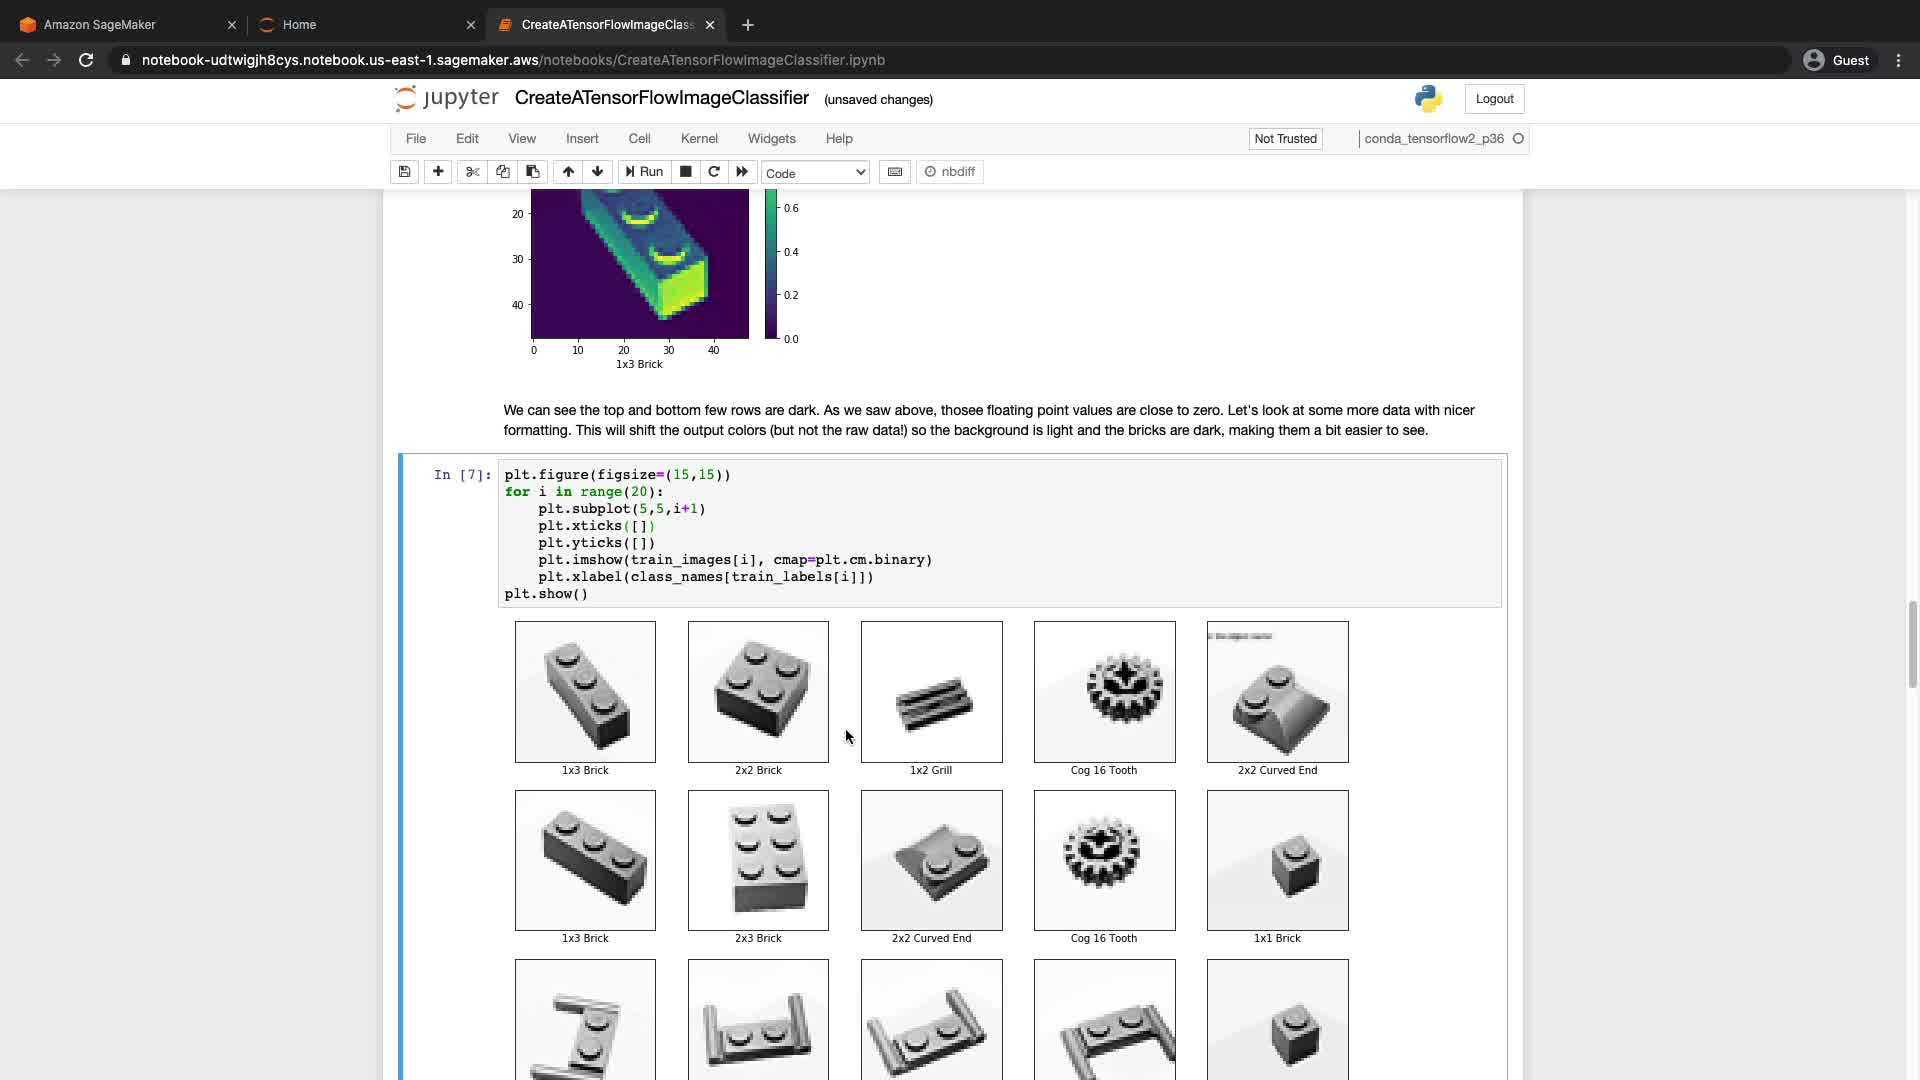 Amazon SageMaker
Home
CreateATensorFlowImageClass
notebook-udtwigjh8cys.notebook.us-east-1.sagemaker.aws/notebooks/CreateATensorFlowImageClassifier.ipynb
Guest
jupyter CreateATensorFlowImageClassifier (unsaved changes)
Logout
File Edit View Insert Cell Kernel Widgets Help
Not Trusted
conda_tensorflow2_p36
Run
Code
nbdiff
20
30
40
0 10 20 30 40
1x3 Brick
0.6
0.4
0.2
0.0
We can see the top and bottom few rows are dark. As we saw above, thosee floating point values are close to zero. Let's look at some more data with nicer
formatting. This will shift the output colors (but not the raw data!) so the background is light and the bricks are dark, making them a bit easier to see.
In [7]:
plt.figure(figsize=(15,15))
for i in range(20):
    plt.subplot(5,5,i+1)
    plt.xticks([])
    plt.yticks([])
    plt.imshow(train_images[i], cmap=plt.cm.binary)
    plt.xlabel(class_names[train_labels[i]])
plt.show()
1x3 Brick 2x2 Brick 1x2 Grill Cog 16 Tooth 2x2 Curved End
1x3 Brick 2x3 Brick 2x2 Curved End Cog 16 Tooth 1x1 Brick